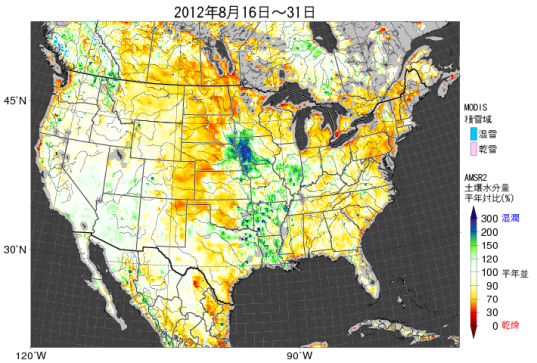 2012年8月16日～31日
45°N
30°N
120°W
90°W
MODIS
積雪域
湿雪
乾雪
AMSR2
土壌水分量
平年対比(%)
300 湿潤
200
150
120
100 平年並
90
70
30
0 乾燥